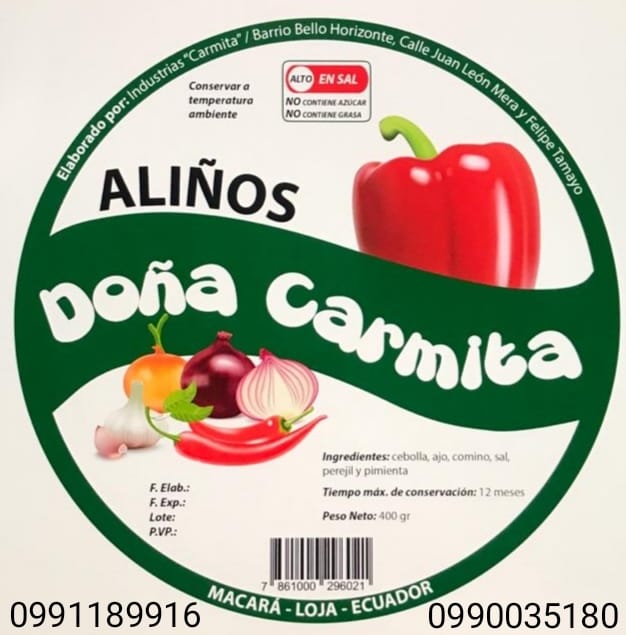 Elaborado por: Industrias "Carmita" / Barrio Bello Horizonte, Calle Juan León Mera y Felipe Tamayo
Conservar a
temperatura
ambiente
ALTO EN SAL
NO CONTIENE AZÚCAR
NO CONTIENE GRASA
ALIÑOS
Doña Carmita
Ingredientes: cebolla, ajo, comino, sal,
perejil y pimienta
Tiempo máx. de conservación: 12 meses
Peso Neto: 400 gr
F. Elab.:
F. Exp.:
Lote:
P.VP.:
7 861000 296021
MACARÁ - LOJA - ECUADOR
0991189916
0990035180